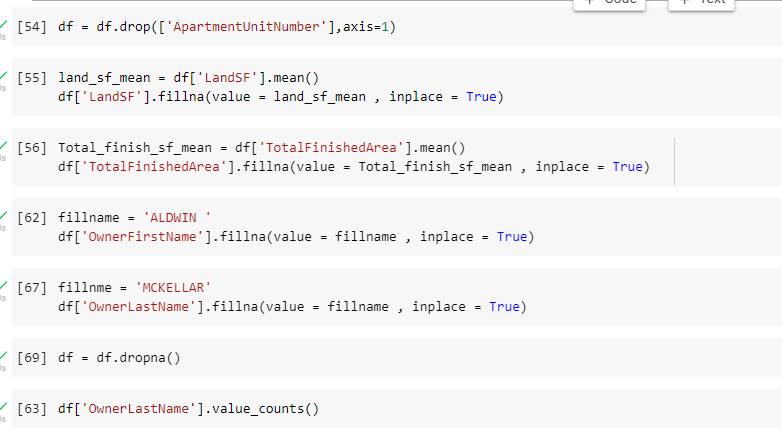 + Code + Text
[54] df = df.drop(['ApartmentUnitNumber'],axis=1)
[55] land_sf_mean = df['LandSF'].mean()
df['LandSF'].fillna(value = land_sf_mean , inplace = True)
[56] Total_finish_sf_mean = df['TotalFinishedArea'].mean()
df['TotalFinishedArea'].fillna(value = Total_finish_sf_mean , inplace = True)
[62] fillname = 'ALDWIN '
df['OwnerFirstName'].fillna(value = fillname , inplace = True)
[67] fillnme = 'MCKELLAR'
df['OwnerLastName'].fillna(value = fillname , inplace = True)
[69] df = df.dropna()
[63] df['OwnerLastName'].value_counts()